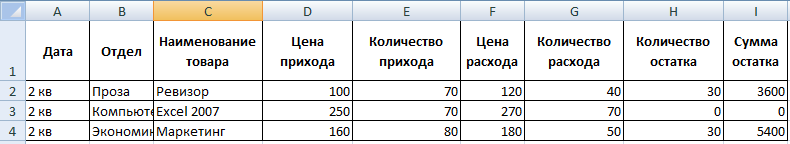 A B C D E F G H I
1 Дата Отдел Наименование товара Цена прихода Количество прихода Цена расхода Количество расхода Количество остатка Сумма остатка
2 2 кв Проза Ревизор 100 70 120 40 30 3600
3 2 кв Компьюте Excel 2007 250 70 270 70 0 0
4 2 кв Экономи Маркетинг 160 80 180 50 30 5400